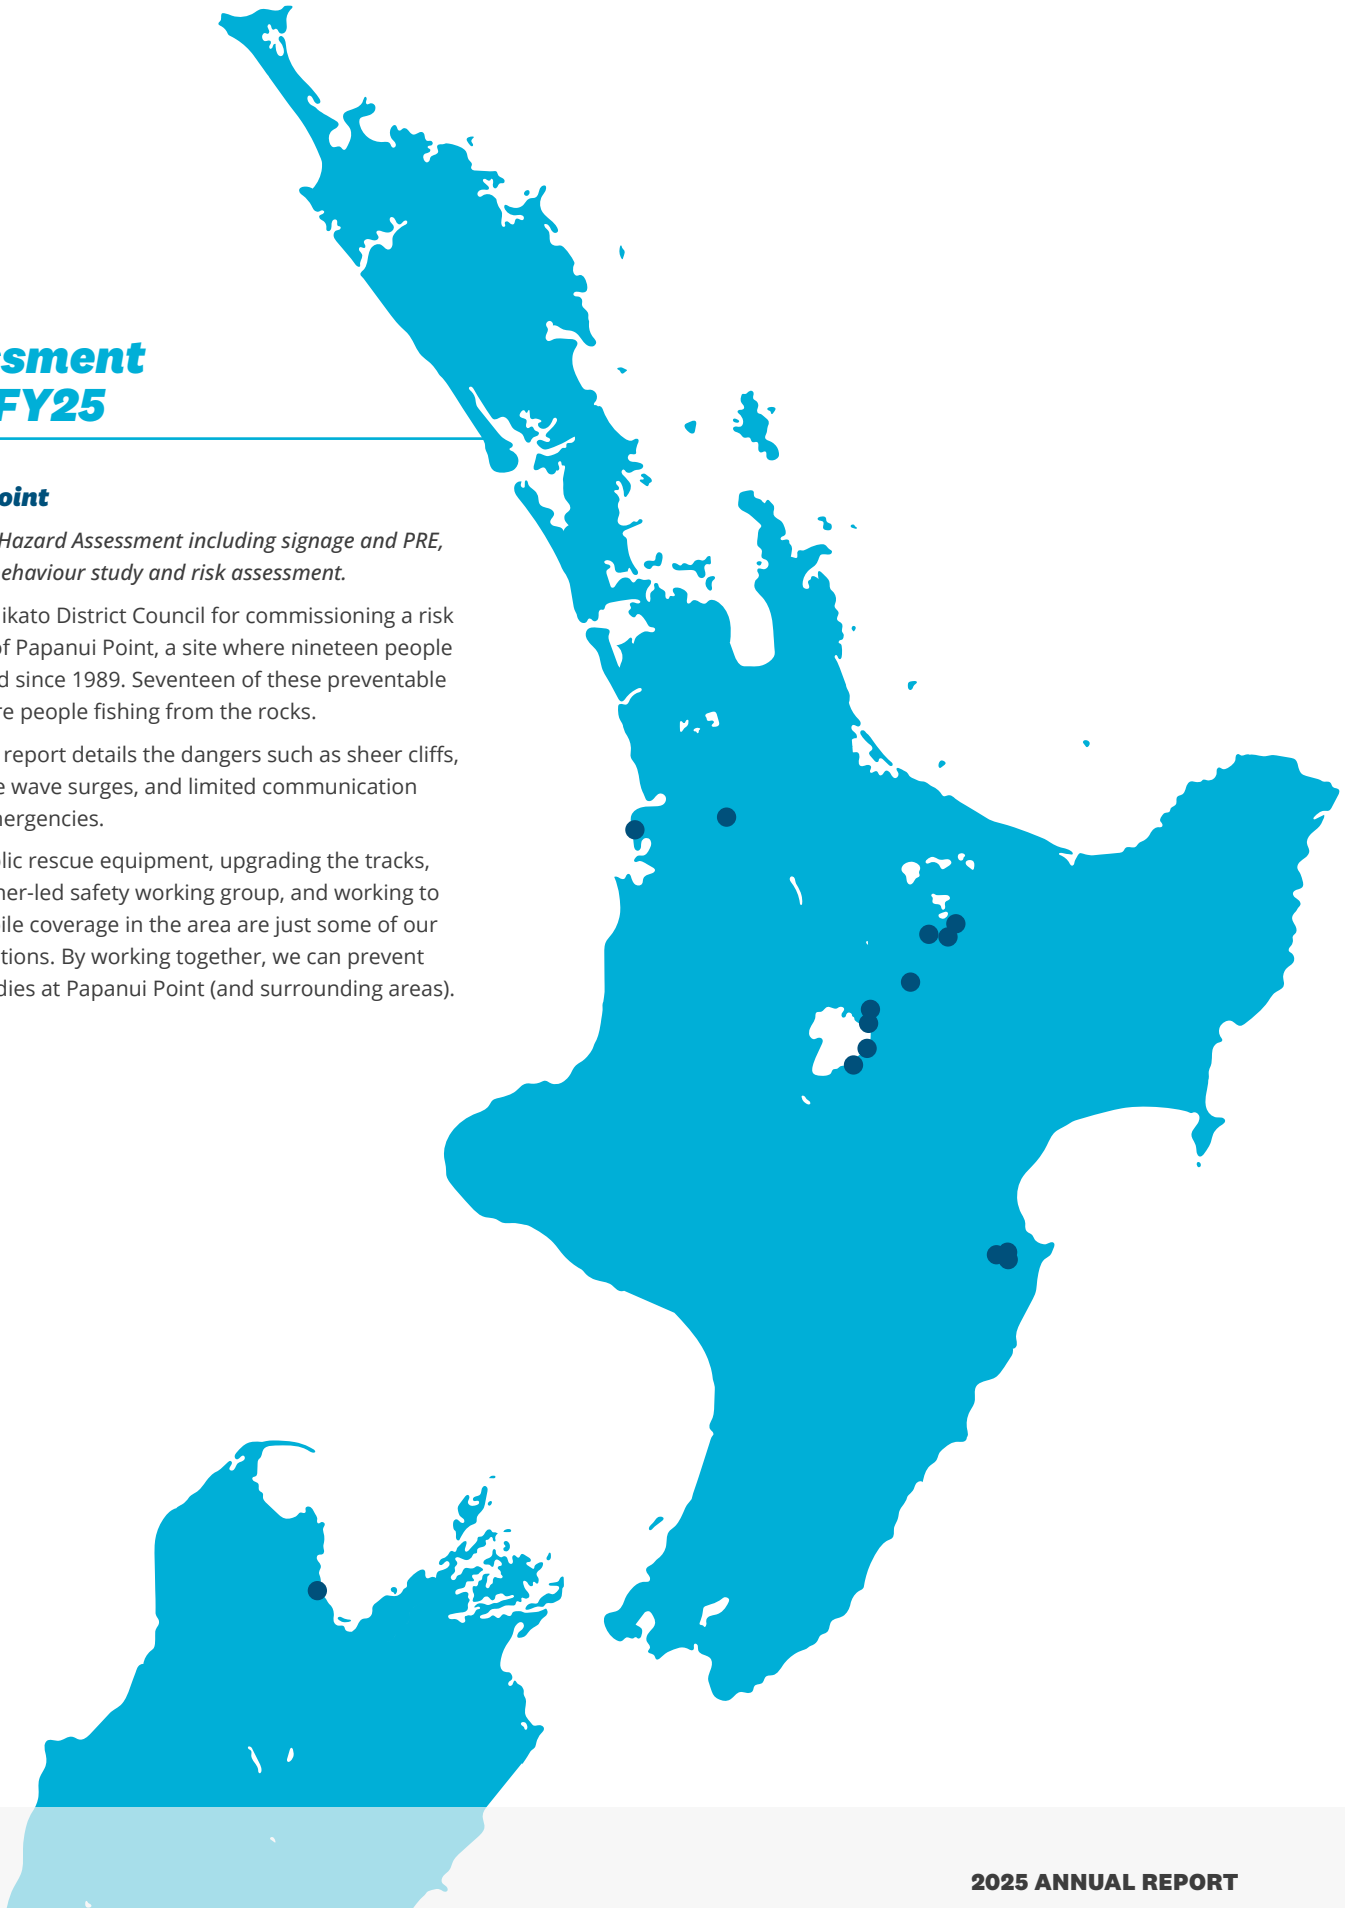 ssment
FY25
oint
Hazard Assessment including signage and PRE,
ehaviour study and risk assessment.
ikato District Council for commissioning a risk
of Papanui Point, a site where nineteen people
d since 1989. Seventeen of these preventable
re people fishing from the rocks.
report details the dangers such as sheer cliffs,
e wave surges, and limited communication
nergencies.
blic rescue equipment, upgrading the tracks,
her-led safety working group, and working to
ile coverage in the area are just some of our
tions. By working together, we can prevent
dies at Papanui Point (and surrounding areas).
2025 ANNUAL REPORT